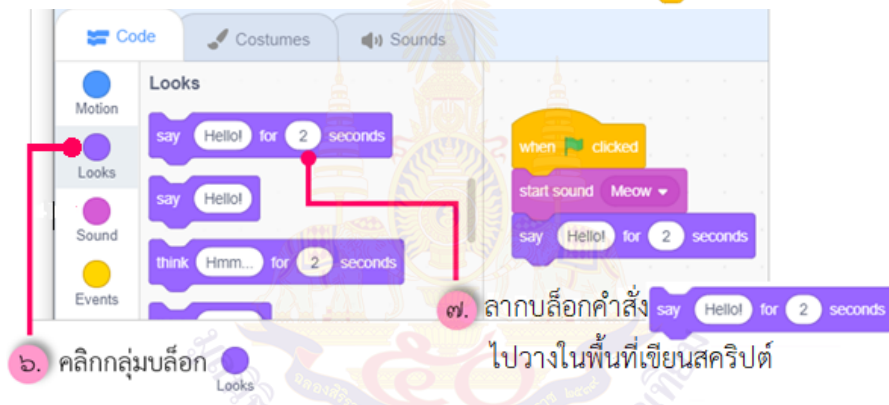 Code
Costumes
Sounds
Motion
Looks
Sound
Events
Looks
say Hello! for 2 seconds
say Hello!
think Hmm... for 2 seconds
when clicked
start sound Meow
say Hello! for 2 seconds
๖. คลิกกลุ่มบล็อก Looks
๗. ลากบล็อกคำสั่ง say Hello! for 2 seconds
ไปวางในพื้นที่เขียนสคริปต์